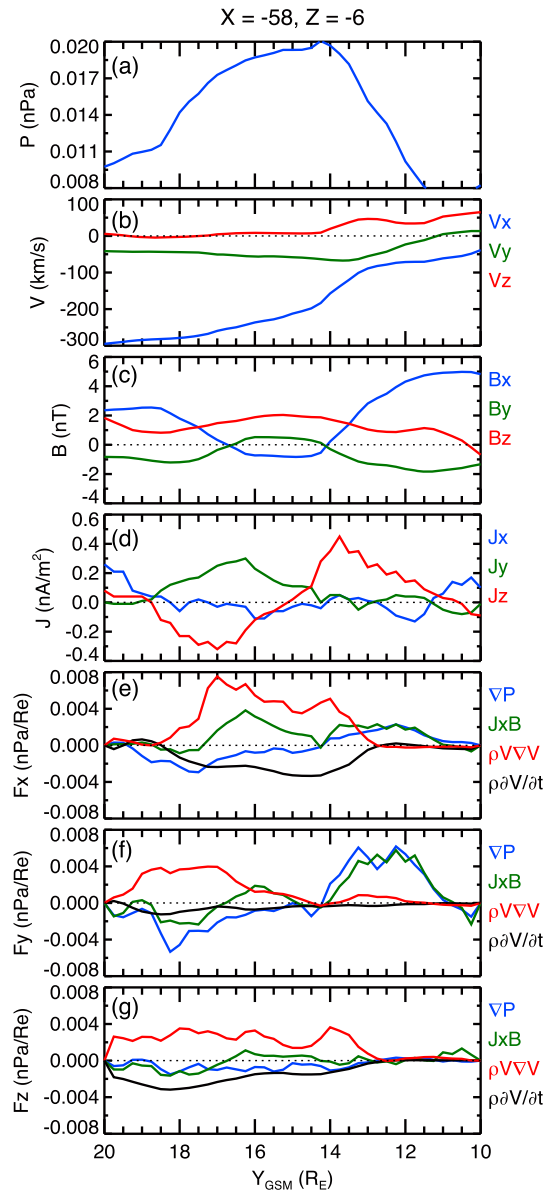 X = -58, Z = -6
(a)
P (nPa)
0.020
0.017
0.014
0.011
0.008
(b)
V (km/s)
100
0
-100
-200
-300
Vx
Vy
Vz
(c)
B (nT)
6
4
2
0
-2
-4
Bx
By
Bz
(d)
J (nA/m²)
0.6
0.4
0.2
0.0
-0.2
-0.4
Jx
Jy
Jz
(e)
Fx (nPa/Re)
0.008
0.004
0.000
-0.004
-0.008
∇P
JxB
ρV∇V
ρ∂V/∂t
(f)
Fy (nPa/Re)
0.008
0.004
0.000
-0.004
-0.008
∇P
JxB
ρV∇V
ρ∂V/∂t
(g)
Fz (nPa/Re)
0.008
0.004
0.000
-0.004
-0.008
∇P
JxB
ρV∇V
ρ∂V/∂t
20 18 16 14 12 10
Y_GSM (R_E)